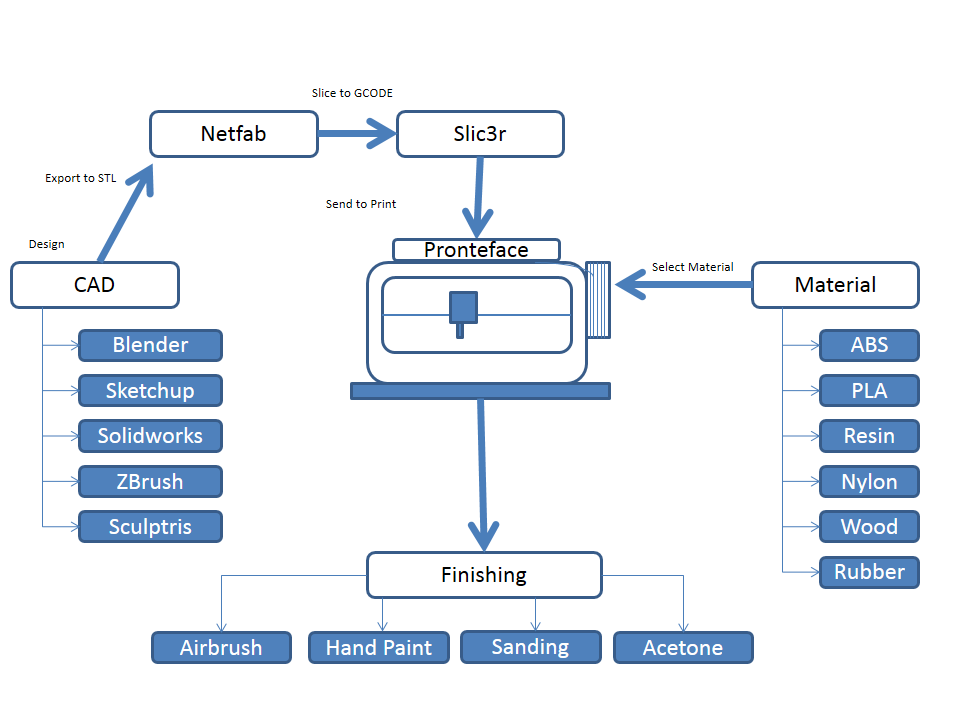 Slice to GCODE
Netfab
Slic3r
Export to STL
Send to Print
Design
Pronteface
Select Material
CAD
Material
Blender
Sketchup
Solidworks
ZBrush
Sculptris
ABS
PLA
Resin
Nylon
Wood
Rubber
Finishing
Airbrush
Hand Paint
Sanding
Acetone